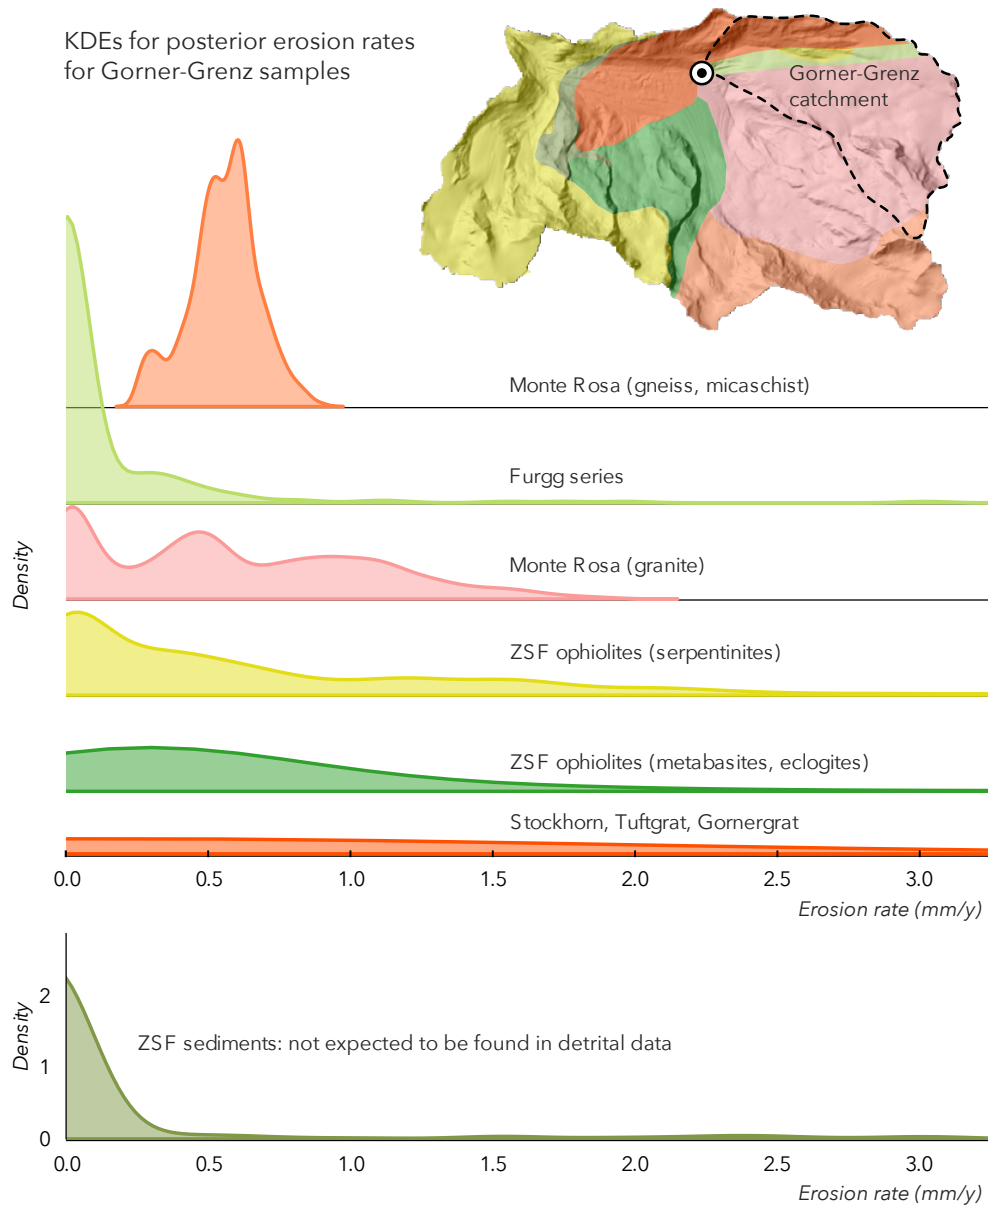 KDEs for posterior erosion rates
for Gorner-Grenz samples
Gorner-Grenz
catchment
Monte Rosa (gneiss, micaschist)
Furgg series
Monte Rosa (granite)
Density
ZSF ophiolites (serpentinites)
ZSF ophiolites (metabasites, eclogites)
Stockhorn, Tuftgrat, Gornergrat
0.0 0.5 1.0 1.5 2.0 2.5 3.0
Erosion rate (mm/y)
Density
2
ZSF sediments: not expected to be found in detrital data
1
0
0.0 0.5 1.0 1.5 2.0 2.5 3.0
Erosion rate (mm/y)